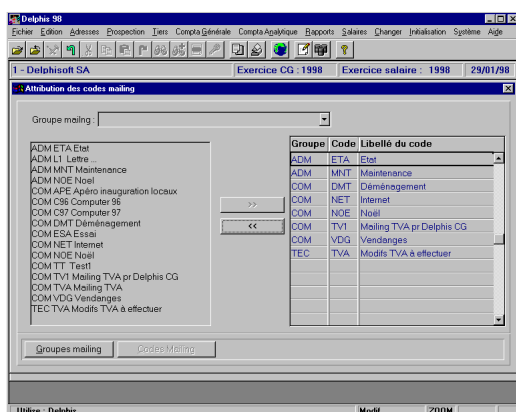 Delphis 98
Fichier Edition Adresses Prospection Tiers Compta Générale Compta Analytique Rapports Salaires Changer Initialisation Système Aide
1 - Delphisoft SA Exercice CG : 1998 Exercice salaire : 1998 29/01/98
Attribution des codes mailing
Groupe mailng :
Groupe Code Libellé du code
ADM ETA Etat
ADM L1 Lettre ...
ADM MNT Maintenance
ADM NOE Noel
COM APE Apéro inauguration locaux
COM C96 Computer 96
COM C97 Computer 97
COM DMT Déménagement
COM ESA Essai
COM NET Internet
COM NOE Noël
COM TT Test1
COM TV1 Mailing TVA pr Delphis CG
COM TVA Mailing TVA
COM VDG Vendanges
TEC TVA Modifs TVA à effectuer
>>
<<
ADM ETA Etat
ADM MNT Maintenance
COM DMT Déménagement
COM NET Internet
COM NOE Noël
COM TV1 Mailing TVA pr Delphis CG
COM VDG Vendanges
TEC TVA Modifs TVA à effectuer
Groupes mailing Codes Mailing
Utilise : Delphis Modif ZOOM